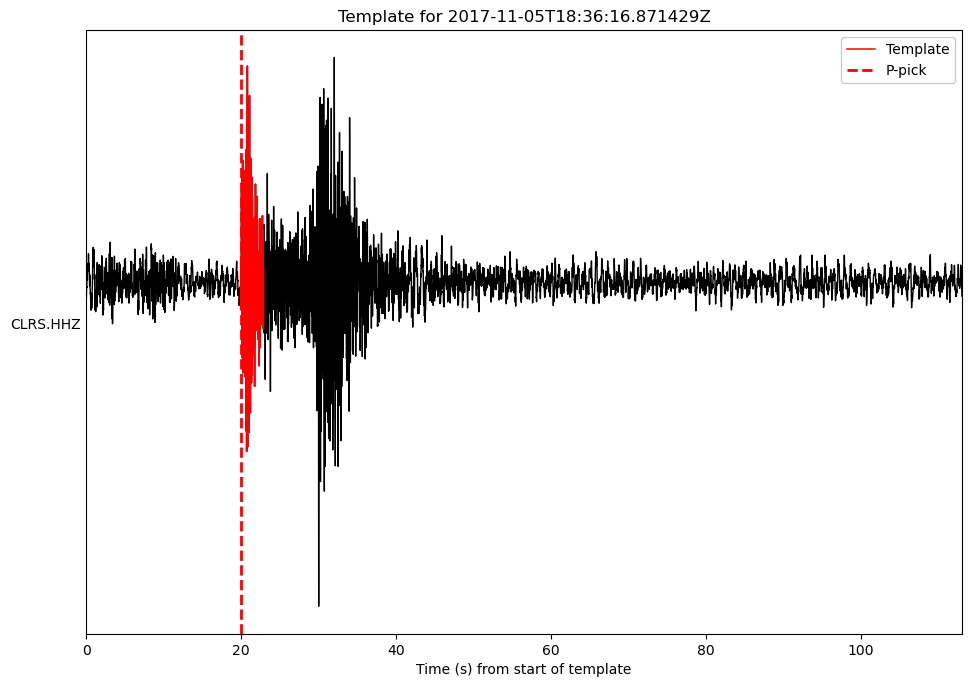 Template for 2017-11-05T18:36:16.871429Z
Template
P-pick
CLRS.HHZ
0 20 40 60 80 100
Time (s) from start of template